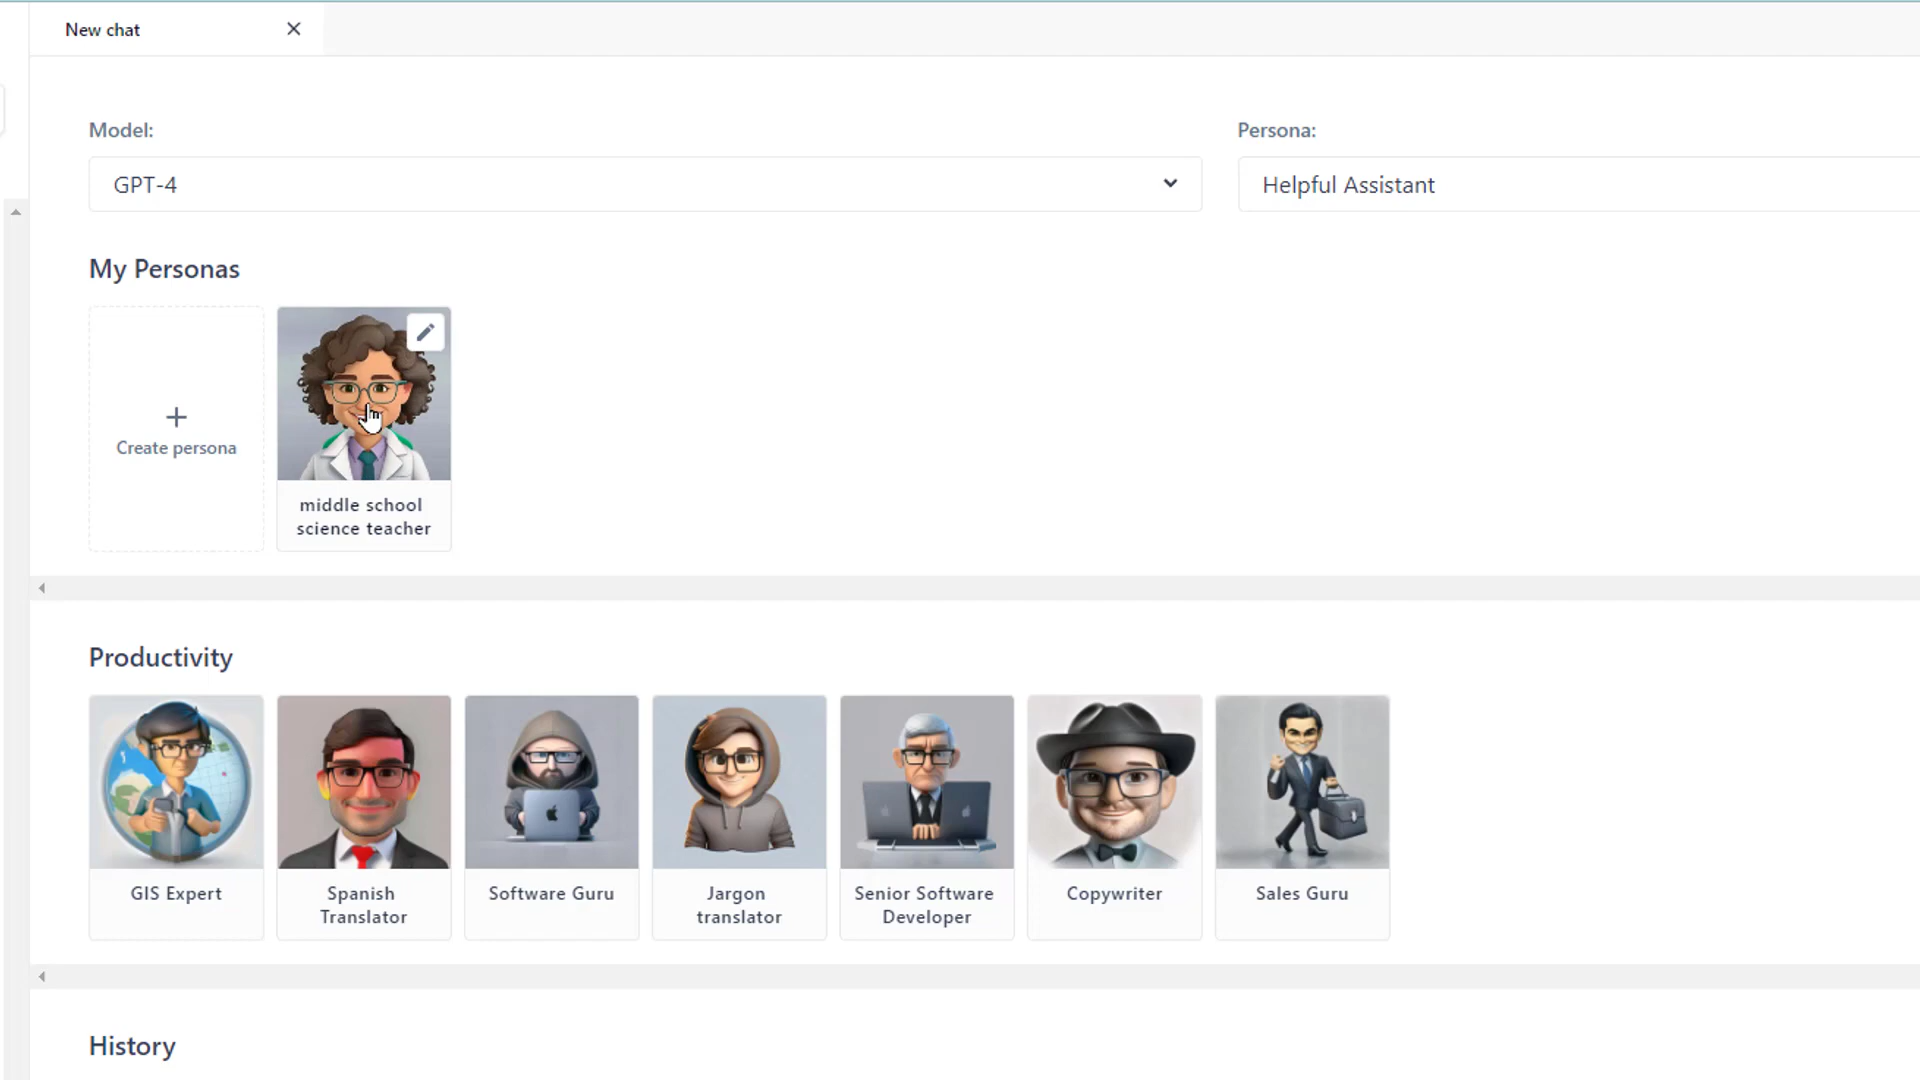 New chat
Model:
Persona:
GPT-4
Helpful Assistant
My Personas
Create persona
middle school
science teacher
Productivity
GIS Expert
Spanish
Translator
Software Guru
Jargon
translator
Senior Software
Developer
Copywriter
Sales Guru
History